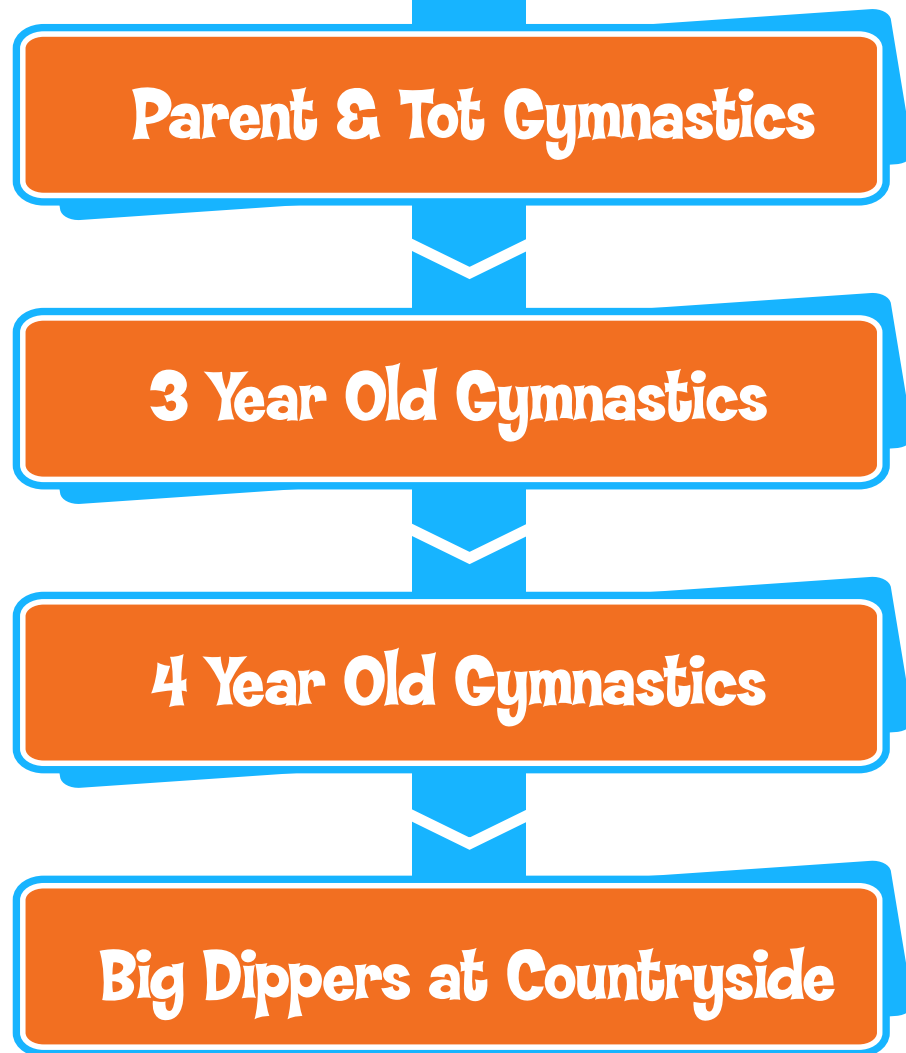 Parent & Tot Gymnastics
3 Year Old Gymnastics
4 Year Old Gymnastics
Big Dippers at Countryside